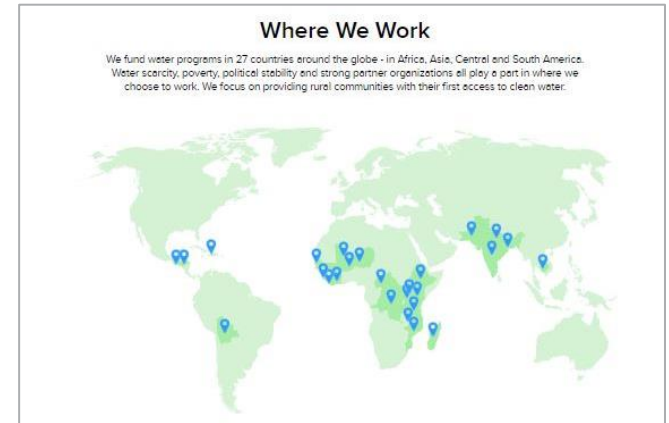 Where We Work
We fund water programs in 27 countries around the globe - in Africa, Asia, Central and South America.
Water scarcity, poverty, political stability and strong partner organizations all play a part in where we
choose to work. We focus on providing rural communities with their first access to clean water.